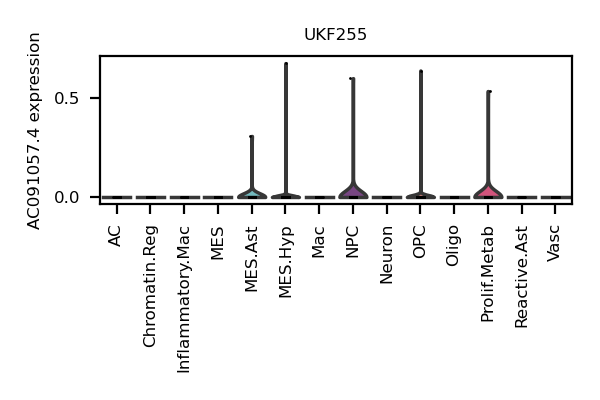 UKF255
AC091057.4 expression
0.5
0.0
AC
Chromatin.Reg
Inflammatory.Mac
MES
MES.Ast
MES.Hyp
Mac
NPC
Neuron
OPC
Oligo
Prolif.Metab
Reactive.Ast
Vasc